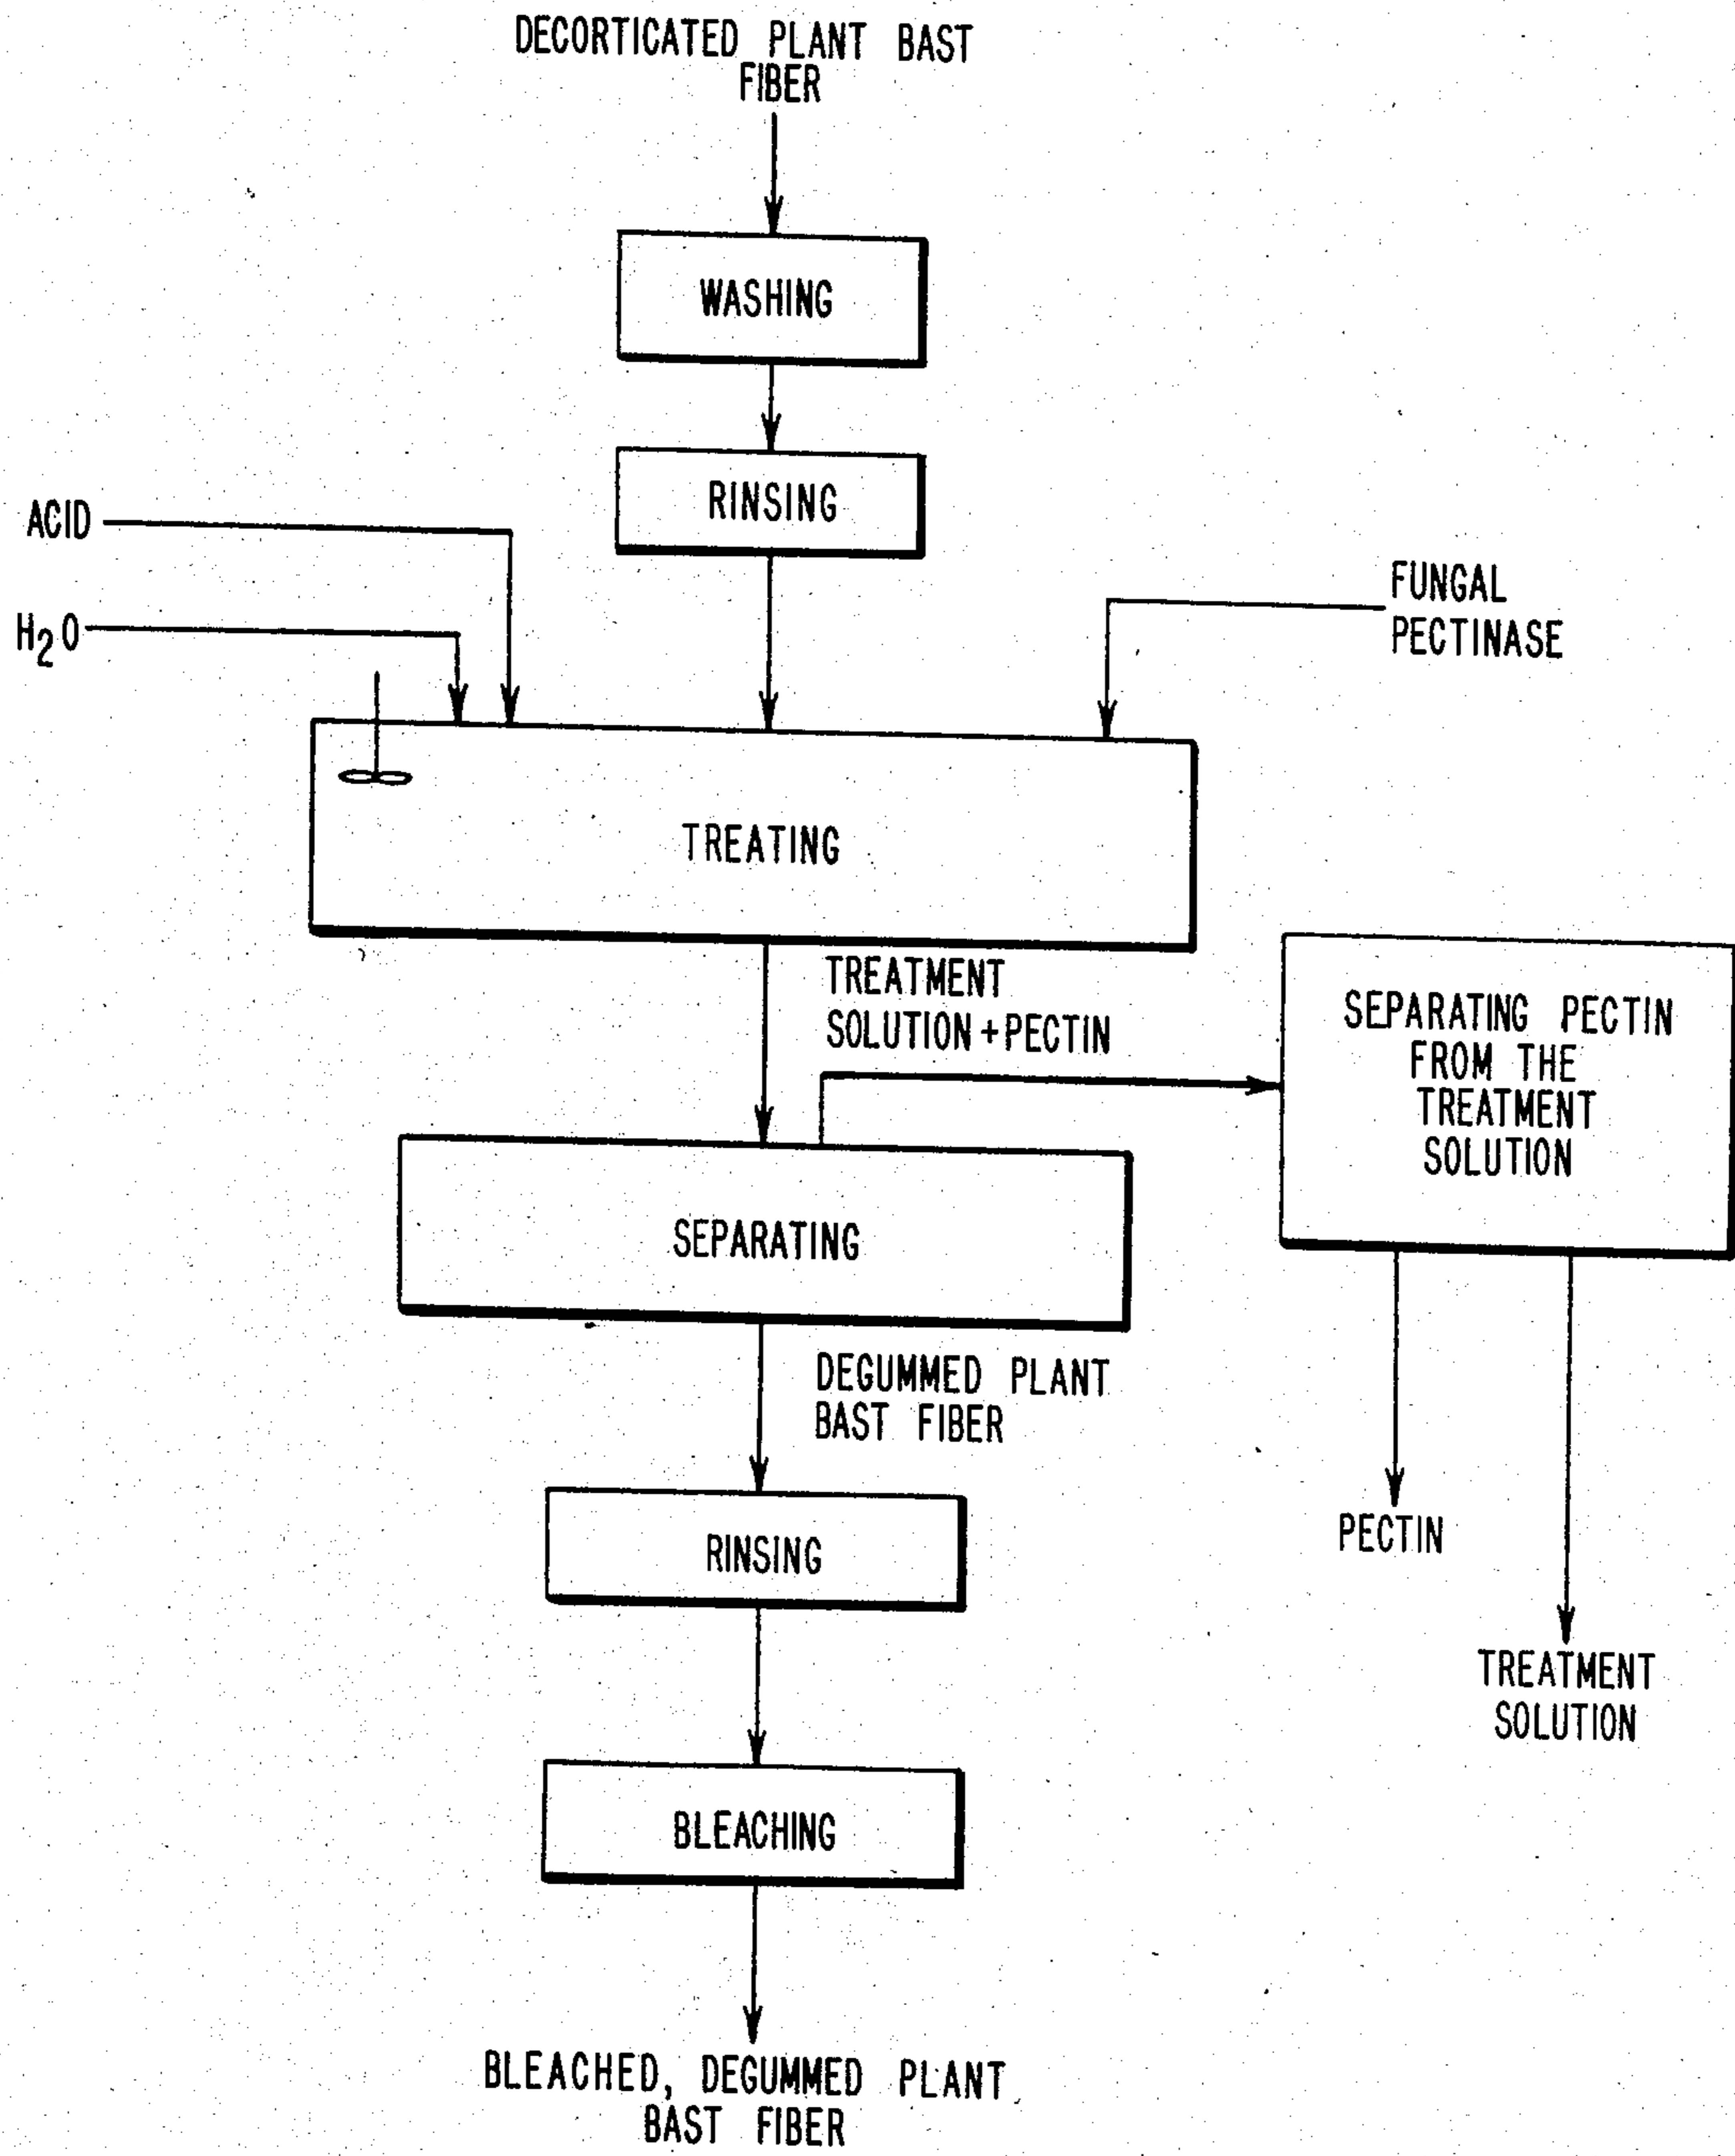 DECORTICATED PLANT BAST
FIBER
WASHING
RINSING
ACID
H₂O
FUNGAL
PECTINASE
TREATING
TREATMENT
SOLUTION + PECTIN
SEPARATING PECTIN
FROM THE
TREATMENT
SOLUTION
SEPARATING
DEGUMMED PLANT
BAST FIBER
RINSING
PECTIN
TREATMENT
SOLUTION
BLEACHING
BLEACHED, DEGUMMED PLANT
BAST FIBER